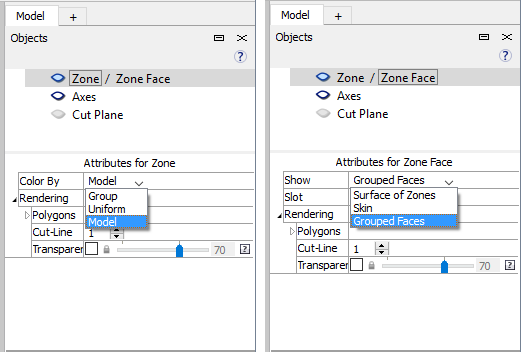 Model +
Objects
?
Zone / Zone Face
Axes
Cut Plane
Attributes for Zone
Color By Model
Group
Rendering
Uniform
Polygons
Model
Cut-Line 1
Transparer 70 ?
Model +
Objects
?
Zone / Zone Face
Axes
Cut Plane
Attributes for Zone Face
Show Grouped Faces
Surface of Zones
Slot
Skin
Rendering
Grouped Faces
Polygons
Cut-Line 1
Transparer 70 ?